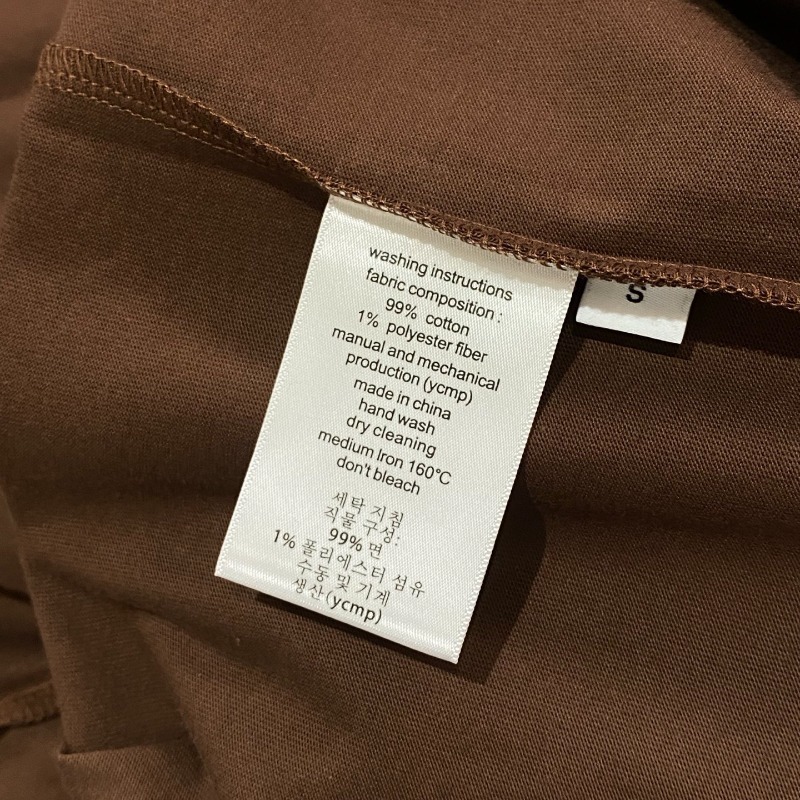 washing instructions
fabric composition :
99% cotton
1% polyester fiber
manual and mechanical
production (ycmp)
made in china
hand wash
dry cleaning
medium Iron 160°C
don't bleach
세탁 지침
직물 구성:
99% 면
1% 폴리에스터 섬유
수동 및 기계
생산(ycmp)
S